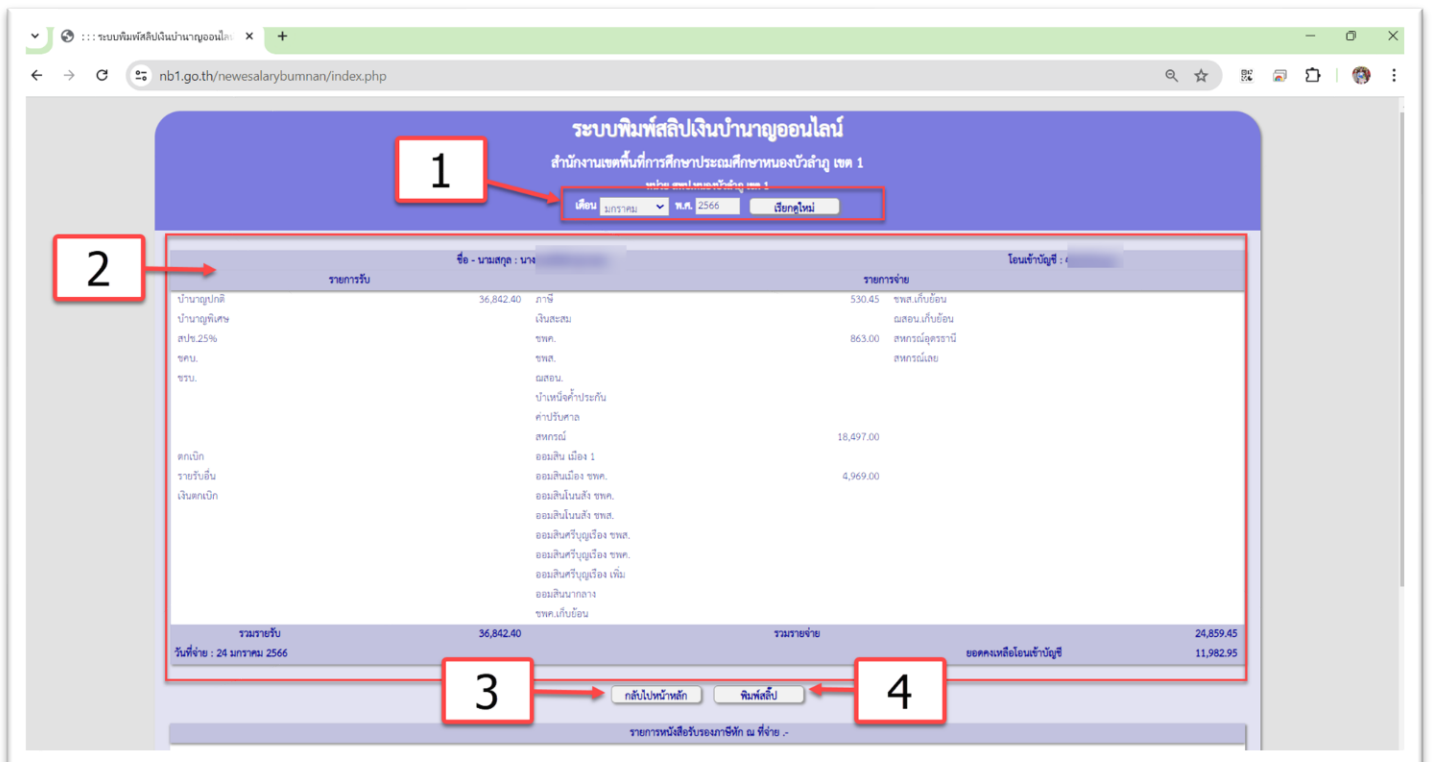 : : : ระบบพิมพ์สลิปเงินบำนาญออนไลน
nb1.go.th/newesalarybumnan/index.php
ระบบพิมพ์สลิปเงินบำนาญออนไลน์
สำนักงานเขตพื้นที่การศึกษาประถมศึกษาหนองบัวลำภู เขต 1
หน่วย สพป.หนองบัวลำภู เขต 1
1
เดือน มกราคม พ.ศ. 2566 เรียกดูใหม่
2
ชื่อ - นามสกุล : นาง โอนเข้าบัญชี :
รายการรับ รายการจ่าย
บำนาญปกติ 36,842.40 ภาษี 530.45 ชพส.เก็บย้อน
บำนาญพิเศษ เงินสะสม ฌสอน.เก็บย้อน
สปช.25% ชพค. 863.00 สหกรณ์อุดรธานี
ชคบ. ชพส. สหกรณ์เลย
ชรบ. ฌสอน.
บำเหน็จค้ำประกัน
ค่าปรับศาล
สหกรณ์ 18,497.00
ตกเบิก ออมสิน เมือง 1
รายรับอื่น ออมสินเมือง ชพค. 4,969.00
เงินตกเบิก ออมสินโนนสัง ชพค.
ออมสินโนนสัง ชพส.
ออมสินศรีบุญเรือง ชพส.
ออมสินศรีบุญเรือง ชพค.
ออมสินศรีบุญเรือง เพิ่ม
ออมสินนากลาง
ชพค.เก็บย้อน
รวมรายรับ 36,842.40 รวมรายจ่าย 24,859.45
วันที่จ่าย : 24 มกราคม 2566 ยอดคงเหลือโอนเข้าบัญชี 11,982.95
3 กลับไปหน้าหลัก พิมพ์สลิ๊ป 4
รายการหนังสือรับรองภาษีหัก ณ ที่จ่าย .-